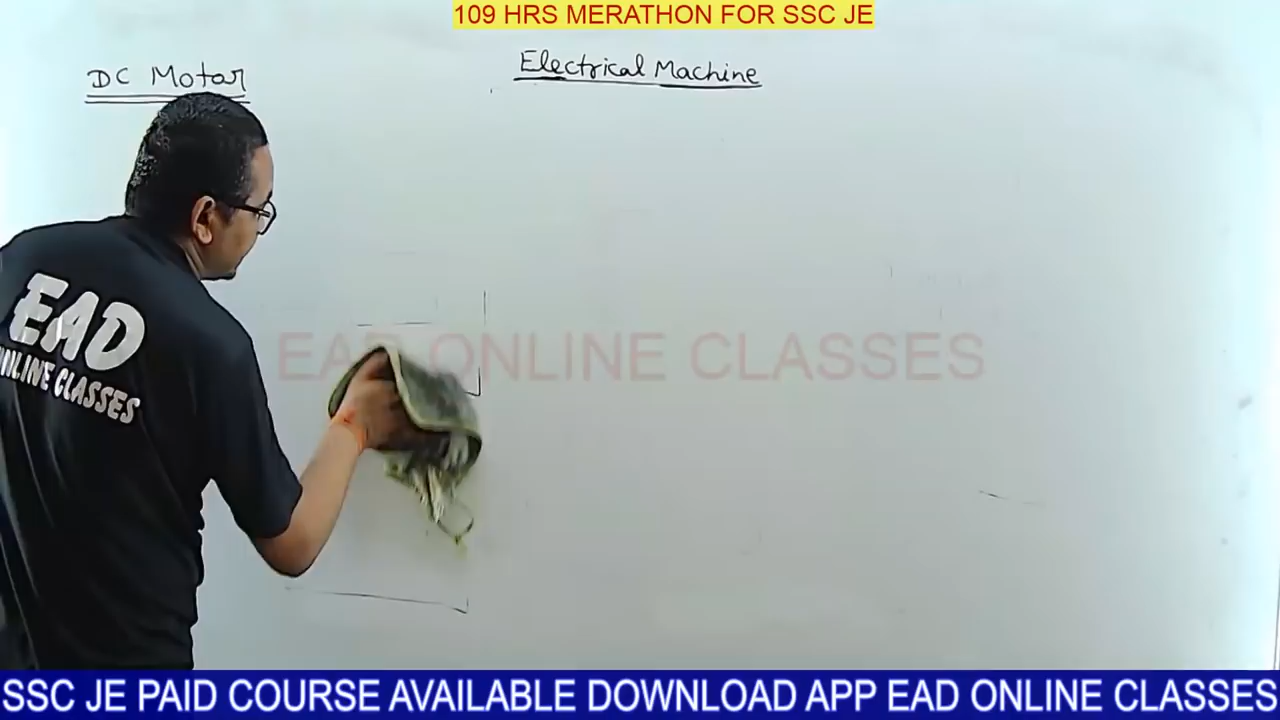 109 HRS MERATHON FOR SSC JE
Electrical Machine
DC Motor
EAD
ONLINE CLASSES
EAD ONLINE CLASSES
SSC JE PAID COURSE AVAILABLE DOWNLOAD APP EAD ONLINE CLASSES